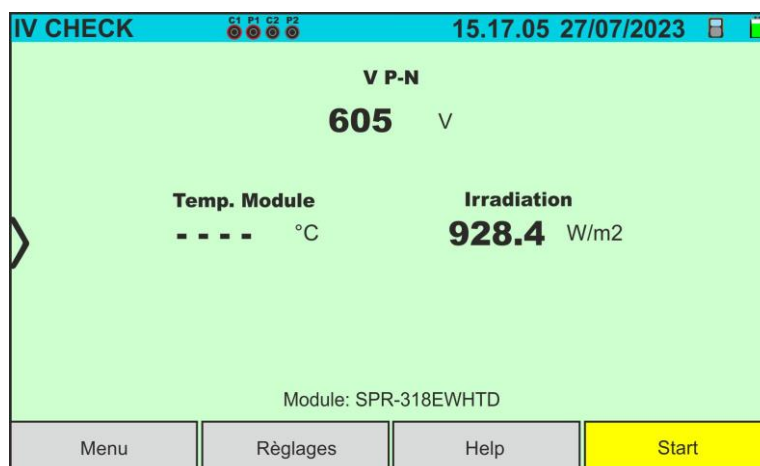 IV CHECK C1 P1 C2 P2 15.17.05 27/07/2023
V P-N
605 V
Temp. Module Irradiation
- - - - °C 928.4 W/m2
Module: SPR-318EWHTD
Menu Règlages Help Start